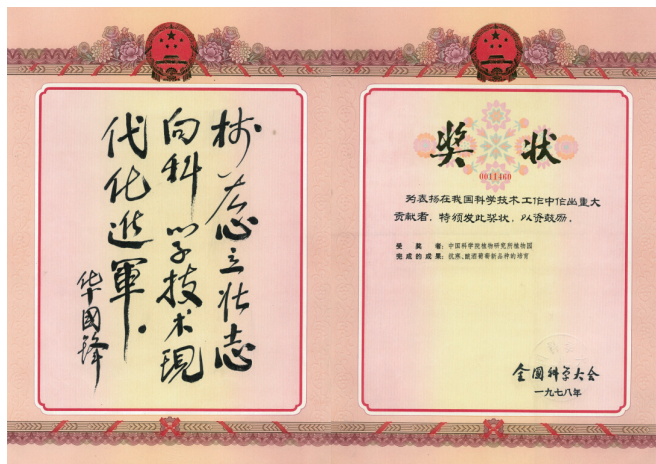 树雄心立壮志
向科学技术现
代化进軍。
华国锋
奖状
0011460
为表扬在我国科学技术工作中作出重大
贡献者，特颁发此奖状，以资鼓励。
受奖者：中国科学院植物研究所植物园
完成的成果：抗寒、酿酒葡萄新品种的培育
全国科学大会
一九七八年